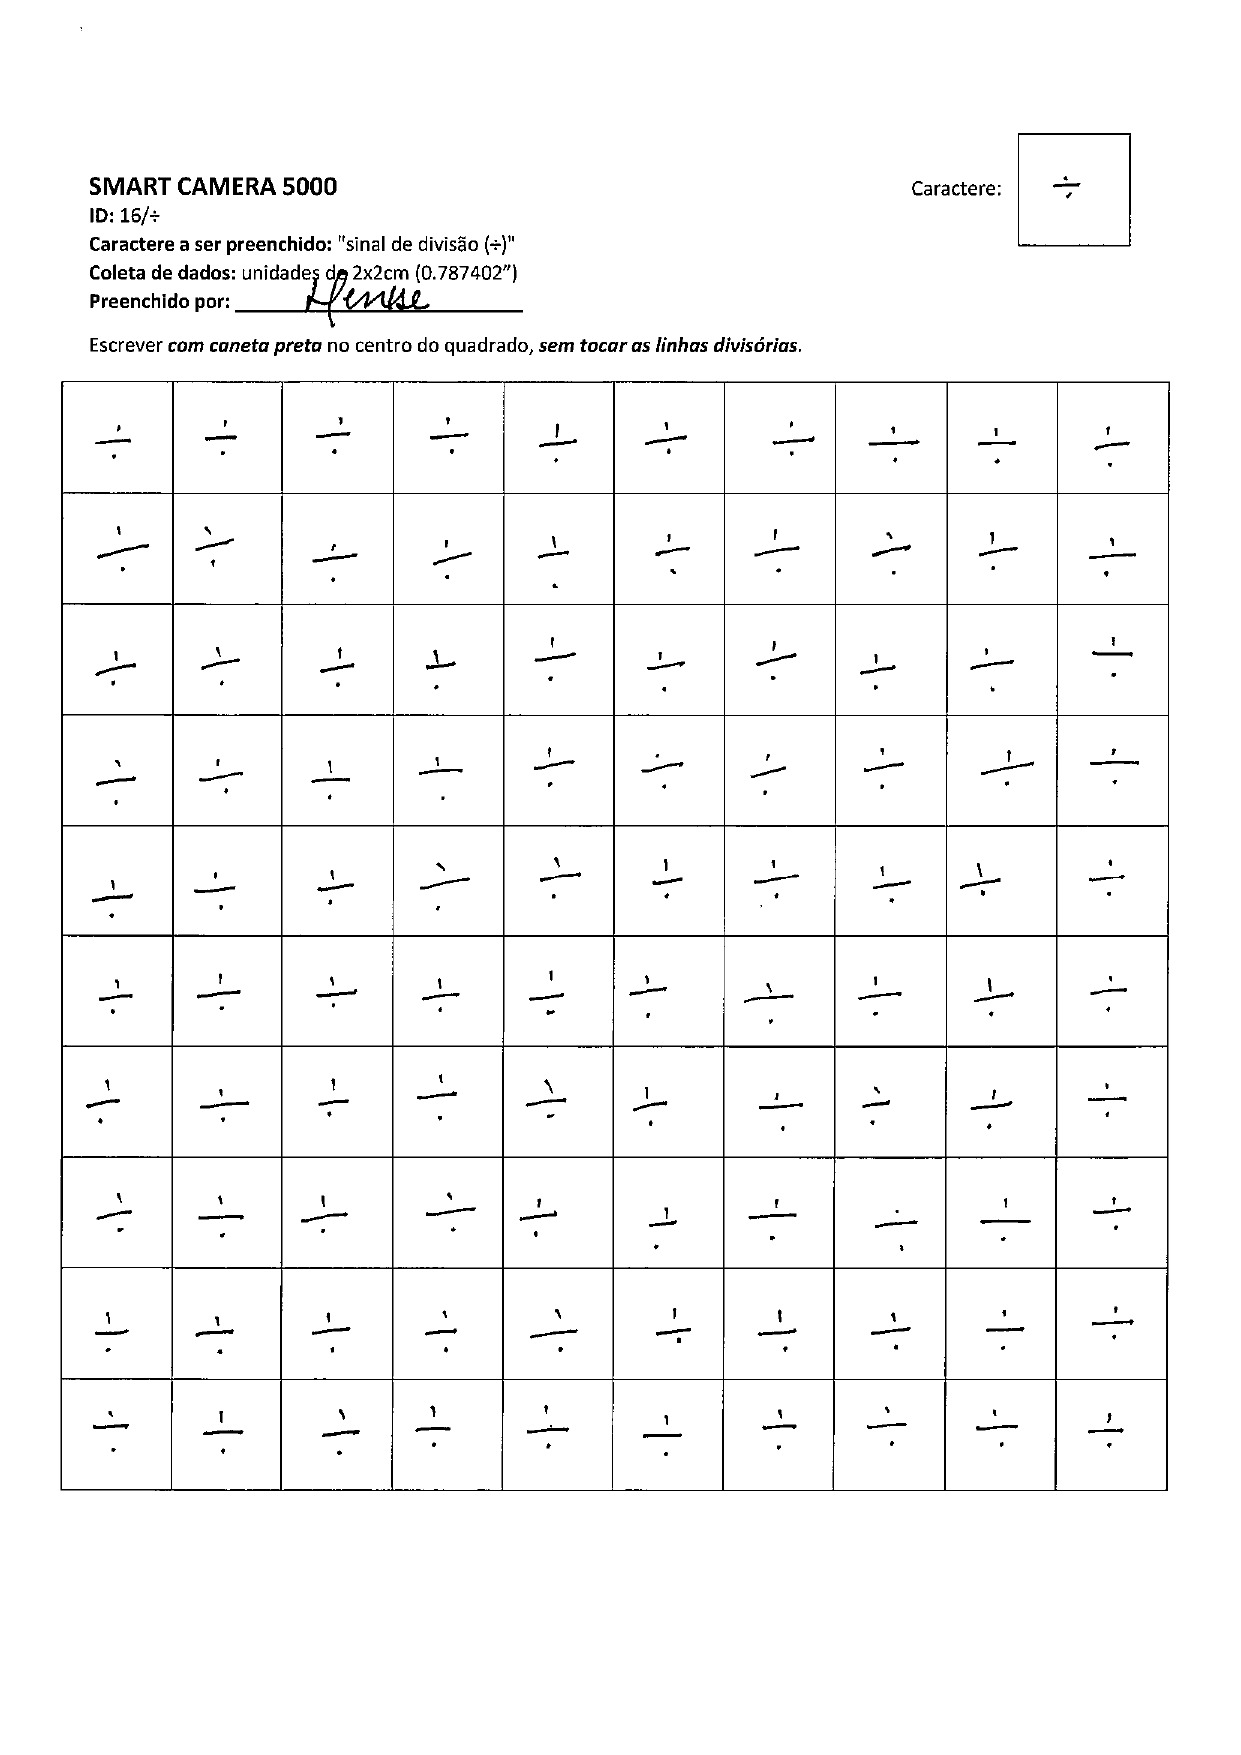 SMART CAMERA 5000
Caractere: ÷
ID: 16/÷
Caractere a ser preenchido: "sinal de divisão (÷)"
Coleta de dados: unidades de 2x2cm (0.787402”)
Preenchido por: Denise
Escrever com caneta preta no centro do quadrado, sem tocar as linhas divisórias.
÷ ÷ ÷ ÷ ÷ ÷ ÷ ÷ ÷ ÷
÷ ÷ ÷ ÷ ÷ ÷ ÷ ÷ ÷ ÷
÷ ÷ ÷ ÷ ÷ ÷ ÷ ÷ ÷ ÷
÷ ÷ ÷ ÷ ÷ ÷ ÷ ÷ ÷ ÷
÷ ÷ ÷ ÷ ÷ ÷ ÷ ÷ ÷ ÷
÷ ÷ ÷ ÷ ÷ ÷ ÷ ÷ ÷ ÷
÷ ÷ ÷ ÷ ÷ ÷ ÷ ÷ ÷ ÷
÷ ÷ ÷ ÷ ÷ ÷ ÷ ÷ ÷ ÷
÷ ÷ ÷ ÷ ÷ ÷ ÷ ÷ ÷ ÷
÷ ÷ ÷ ÷ ÷ ÷ ÷ ÷ ÷ ÷